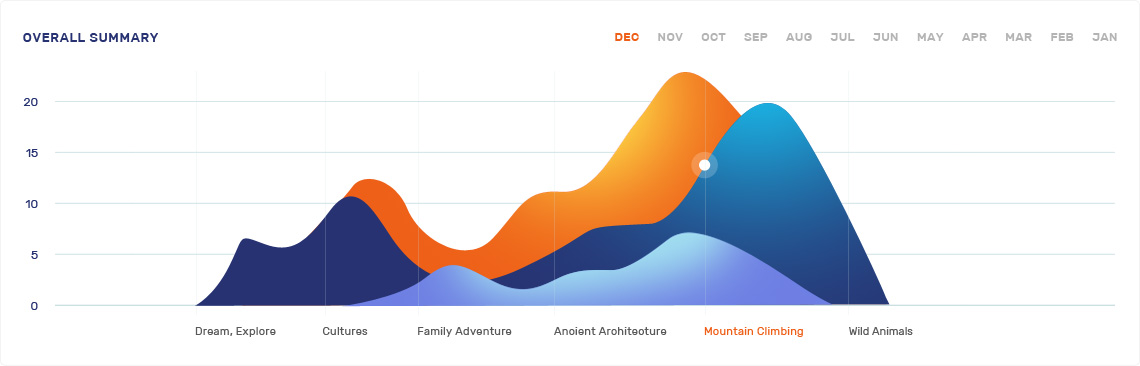 OVERALL SUMMARY
DEC NOV OCT SEP AUG JUL JUN MAY APR MAR FEB JAN
20
15
10
5
0
Dream, Explore Cultures Family Adventure Ancient Arohiteoture Mountain Climbing Wild Animals